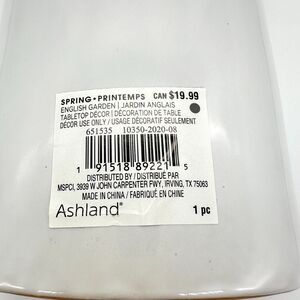 SPRING • PRINTEMPS CAN $19.99
ENGLISH GARDEN | JARDIN ANGLAIS
TABLETOP DÉCOR | DÉCORATION DE TABLE
DÉCOR USE ONLY / USAGE DÉCORATIF SEULEMENT
651535 10350-2020-08
1 91518 89221 5
DISTRIBUTED BY / DISTRIBUÉ PAR
MSPCI, 3939 W JOHN CARPENTER FWY, IRVING, TX 75063
MADE IN CHINA / FABRIQUÉ EN CHINE
Ashland® 1 pc